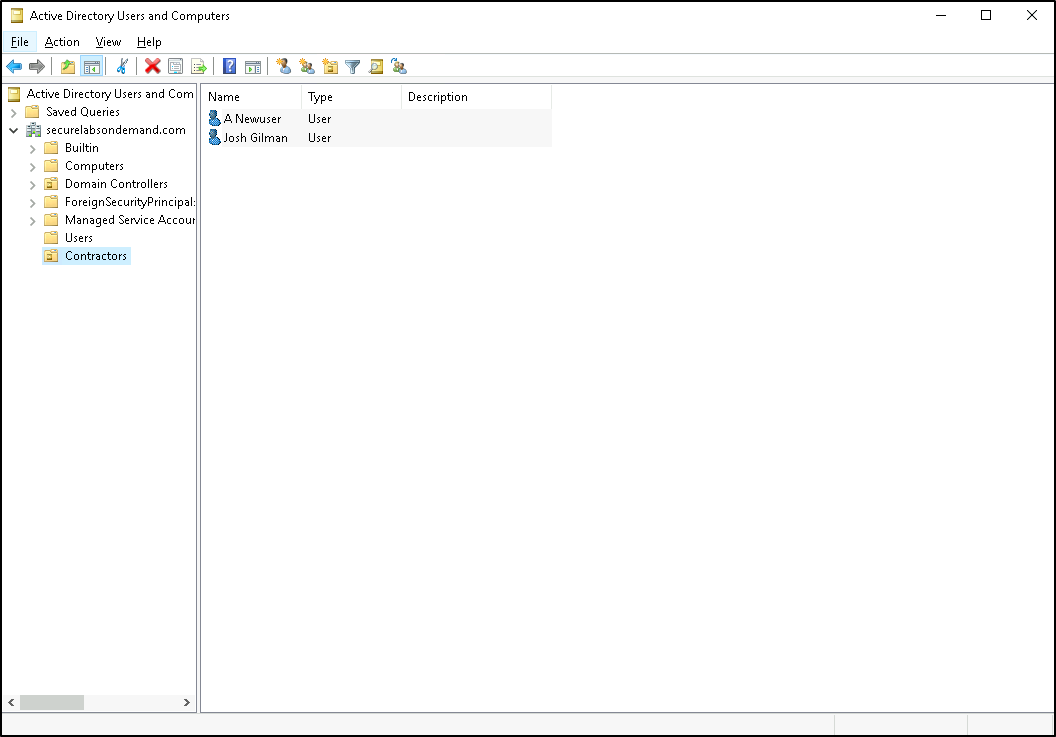 Active Directory Users and Computers
File Action View Help
Active Directory Users and Com
Saved Queries
securelabsondemand.com
Builtin
Computers
Domain Controllers
ForeignSecurityPrincipal:
Managed Service Accour
Users
Contractors
Name Type Description
A Newuser User
Josh Gilman User